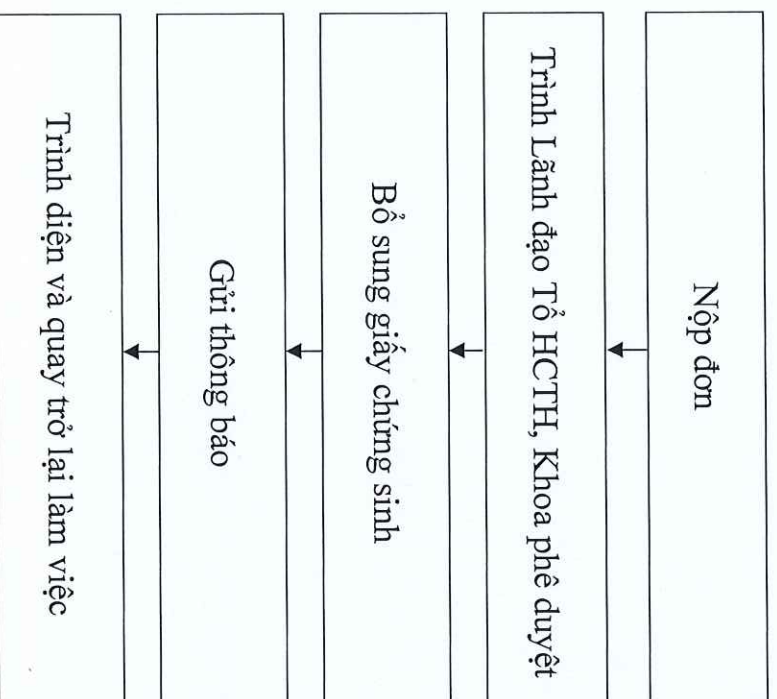 Nộp đơn
Trình Lãnh đạo Tổ HCTH, Khoa phê duyệt
Bổ sung giấy chứng sinh
Gửi thông báo
Trình diện và quay trở lại làm việc